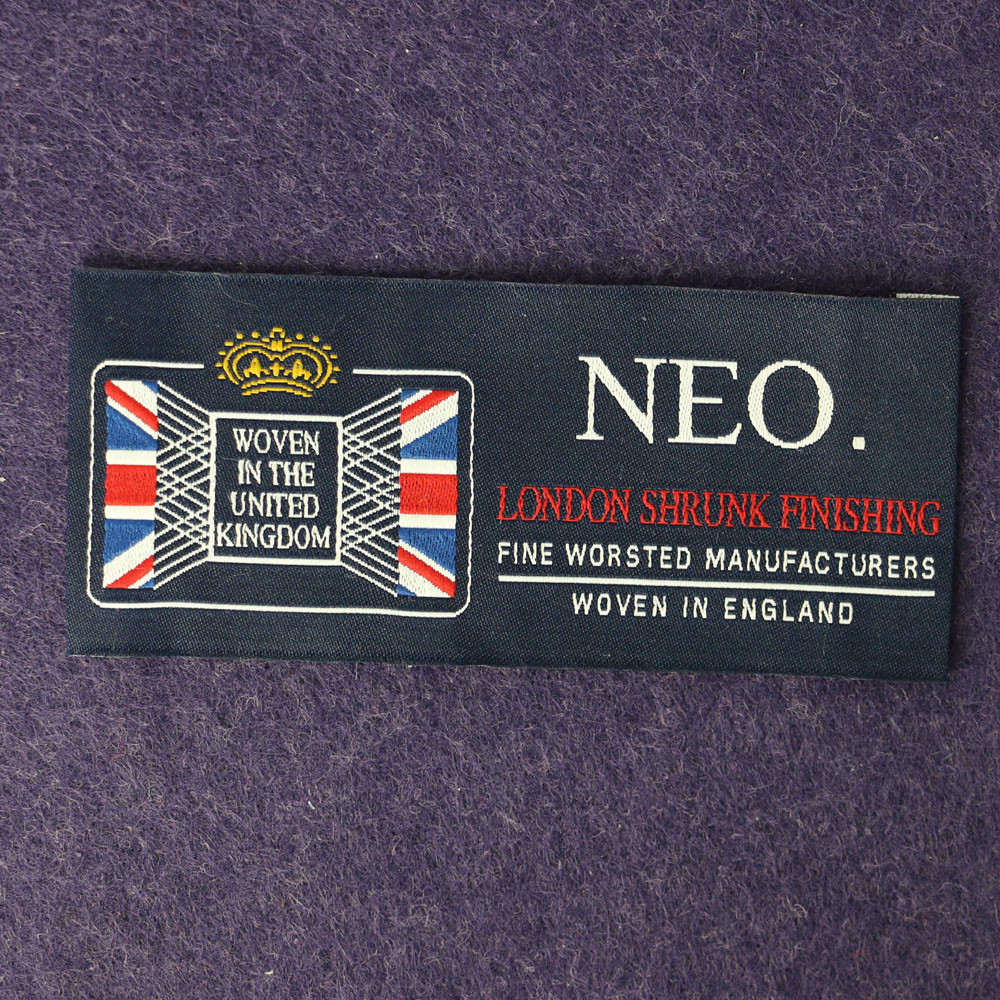 WOVEN
IN THE
UNITED
KINGDOM
NEO.
LONDON SHRUNK FINISHING
FINE WORSTED MANUFACTURERS
WOVEN IN ENGLAND